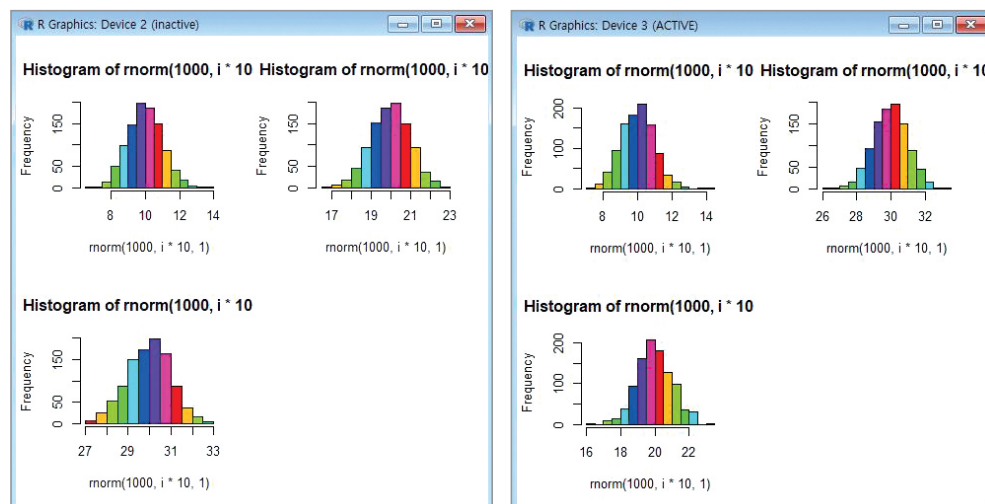 R Graphics: Device 2 (inactive)
Histogram of rnorm(1000, i * 10
Frequency
0 50 150
8 10 12 14
rnorm(1000, i * 10, 1)
Histogram of rnorm(1000, i * 10
Frequency
0 50 150
17 19 21 23
rnorm(1000, i * 10, 1)
Histogram of rnorm(1000, i * 10
Frequency
0 50 150
27 29 31 33
rnorm(1000, i * 10, 1)
R Graphics: Device 3 (ACTIVE)
Histogram of rnorm(1000, i * 10
Frequency
0 100 200
8 10 12 14
rnorm(1000, i * 10, 1)
Histogram of rnorm(1000, i * 10
Frequency
0 50 150
26 28 30 32
rnorm(1000, i * 10, 1)
Histogram of rnorm(1000, i * 10
Frequency
0 100 200
16 18 20 22
rnorm(1000, i * 10, 1)